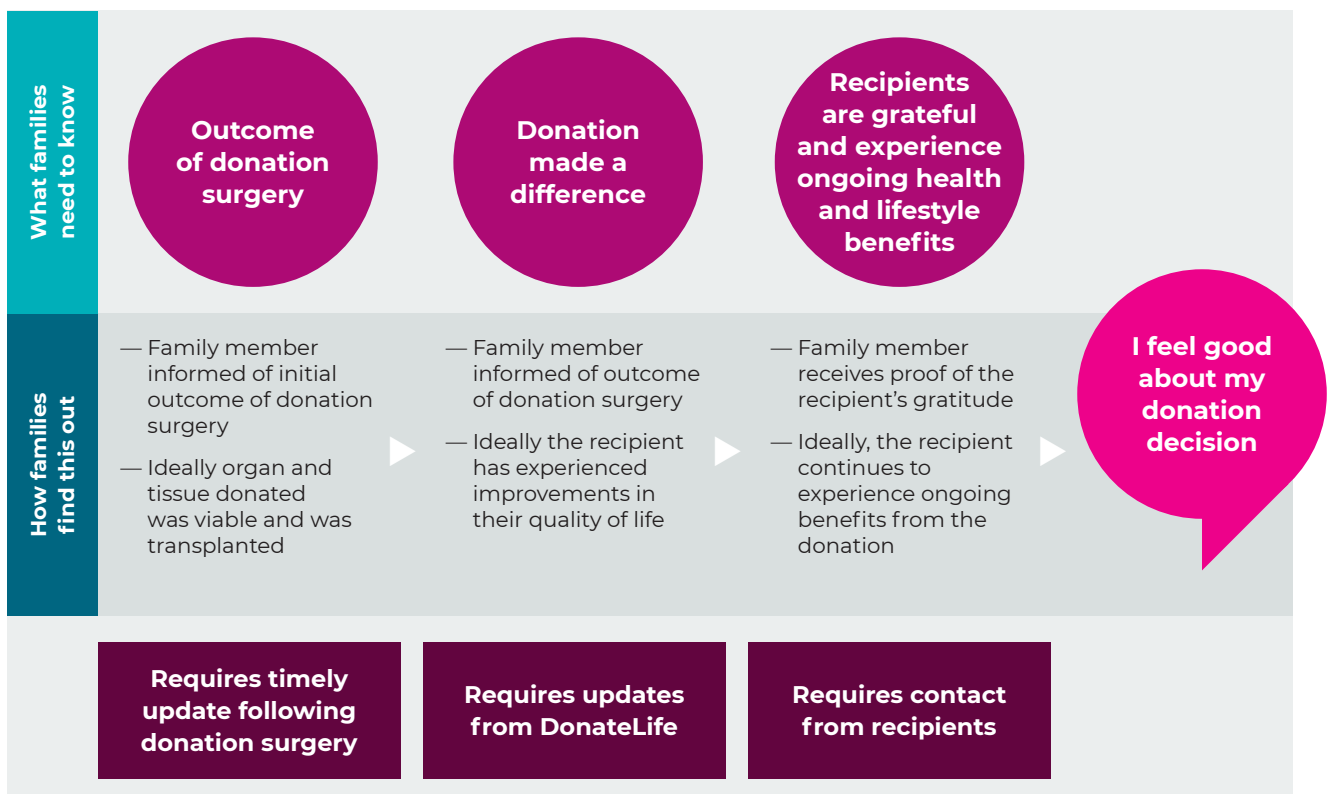 What families
need to know
Outcome
of donation
surgery
Donation
made a
difference
Recipients
are grateful
and experience
ongoing health
and lifestyle
benefits
How families
find this out
— Family member
informed of initial
outcome of donation
surgery
— Ideally organ and
tissue donated
was viable and was
transplanted
— Family member
informed of outcome
of donation surgery
— Ideally the recipient
has experienced
improvements in
their quality of life
— Family member
receives proof of the
recipient’s gratitude
— Ideally, the recipient
continues to
experience ongoing
benefits from the
donation
I feel good
about my
donation
decision
Requires timely
update following
donation surgery
Requires updates
from DonateLife
Requires contact
from recipients